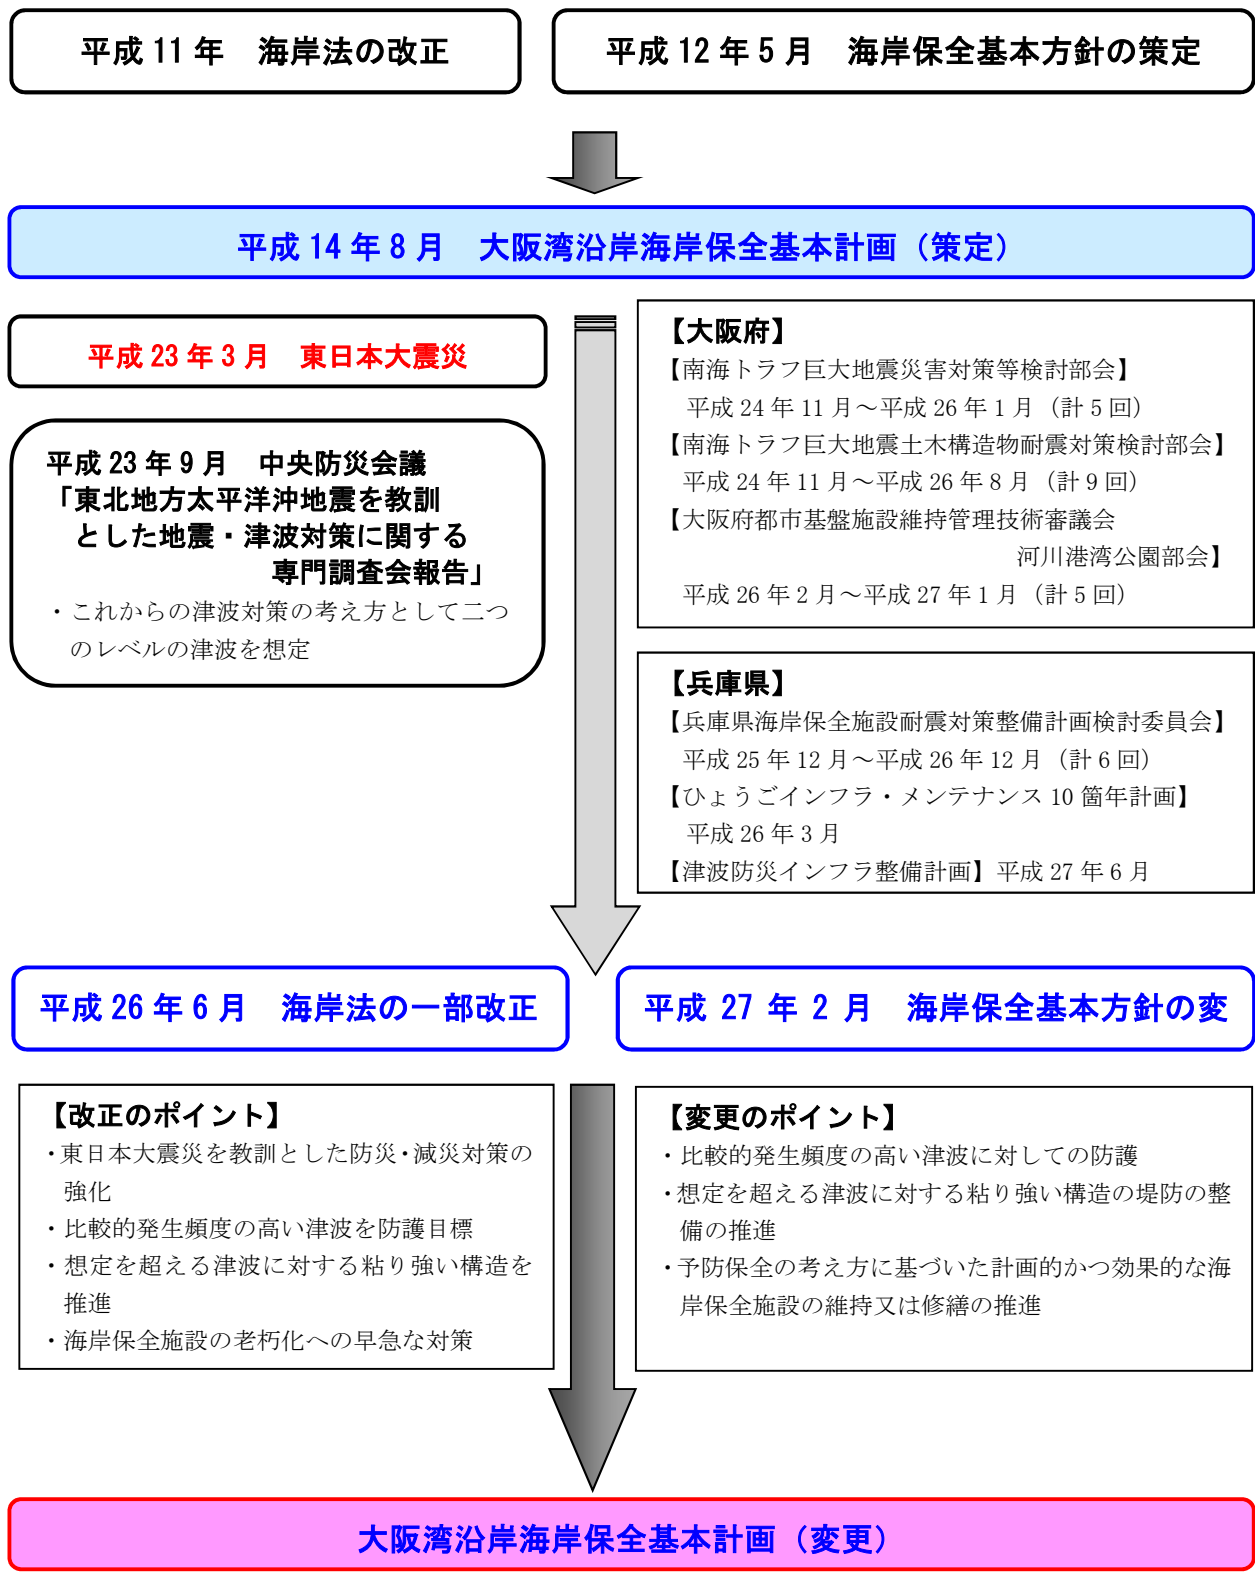 平成 11 年　海岸法の改正
平成 12 年 5 月　海岸保全基本方針の策定
平成 14 年 8 月　大阪湾沿岸海岸保全基本計画（策定）
平成 23 年 3 月　東日本大震災
平成 23 年 9 月　中央防災会議
「東北地方太平洋沖地震を教訓
とした地震・津波対策に関する
専門調査会報告」
・これからの津波対策の考え方として二つ
のレベルの津波を想定
【大阪府】
【南海トラフ巨大地震災害対策等検討部会】
平成 24 年 11 月～平成 26 年 1 月（計 5 回）
【南海トラフ巨大地震土木構造物耐震対策検討部会】
平成 24 年 11 月～平成 26 年 8 月（計 9 回）
【大阪府都市基盤施設維持管理技術審議会
河川港湾公園部会】
平成 26 年 2 月～平成 27 年 1 月（計 5 回）
【兵庫県】
【兵庫県海岸保全施設耐震対策整備計画検討委員会】
平成 25 年 12 月～平成 26 年 12 月（計 6 回）
【ひょうごインフラ・メンテナンス 10 箇年計画】
平成 26 年 3 月
【津波防災インフラ整備計画】平成 27 年 6 月
平成 26 年 6 月　海岸法の一部改正
平成 27 年 2 月　海岸保全基本方針の変
【改正のポイント】
・東日本大震災を教訓とした防災・減災対策の
強化
・比較的発生頻度の高い津波を防護目標
・想定を超える津波に対する粘り強い構造を
推進
・海岸保全施設の老朽化への早急な対策
【変更のポイント】
・比較的発生頻度の高い津波に対しての防護
・想定を超える津波に対する粘り強い構造の堤防の整
備の推進
・予防保全の考え方に基づいた計画的かつ効果的な海
岸保全施設の維持又は修繕の推進
大阪湾沿岸海岸保全基本計画（変更）